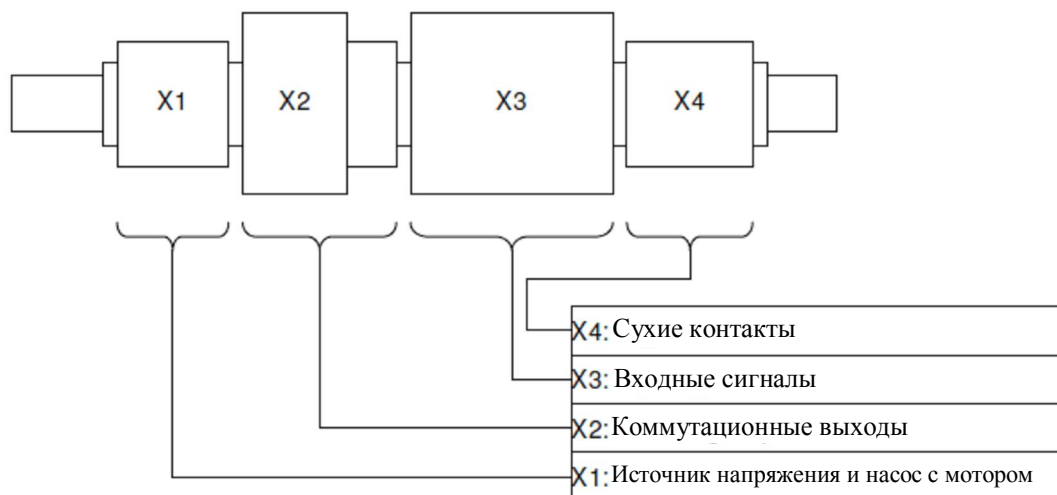 X1 X2 X3 X4
X4: Сухие контакты
X3: Входные сигналы
X2: Коммутационные выходы
X1: Источник напряжения и насос с мотором